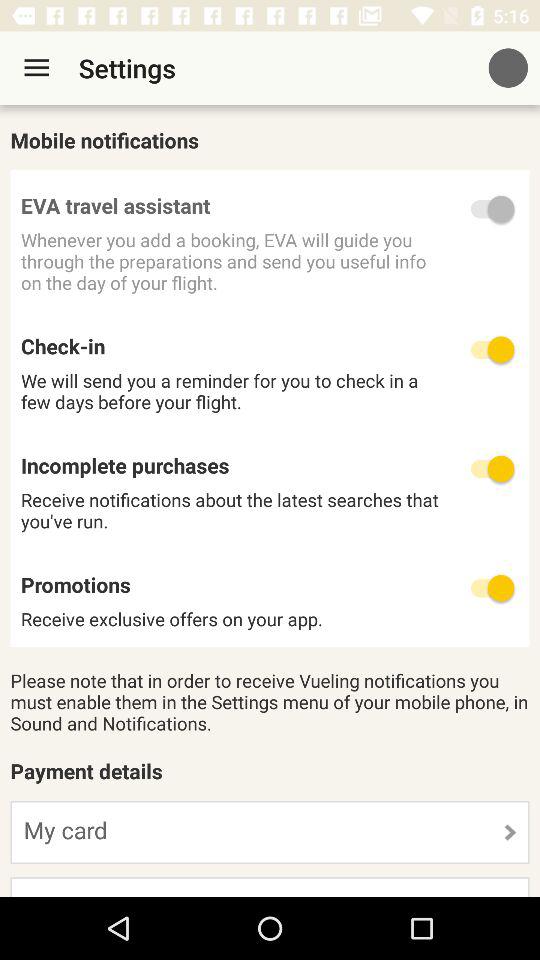 5:16
Settings
Mobile notifications
EVA travel assistant
Whenever you add a booking, EVA will guide you
through the preparations and send you useful info
on the day of your flight.
Check-in
We will send you a reminder for you to check in a
few days before your flight.
Incomplete purchases
Receive notifications about the latest searches that
you've run.
Promotions
Receive exclusive offers on your app.
Please note that in order to receive Vueling notifications you
must enable them in the Settings menu of your mobile phone, in
Sound and Notifications.
Payment details
My card